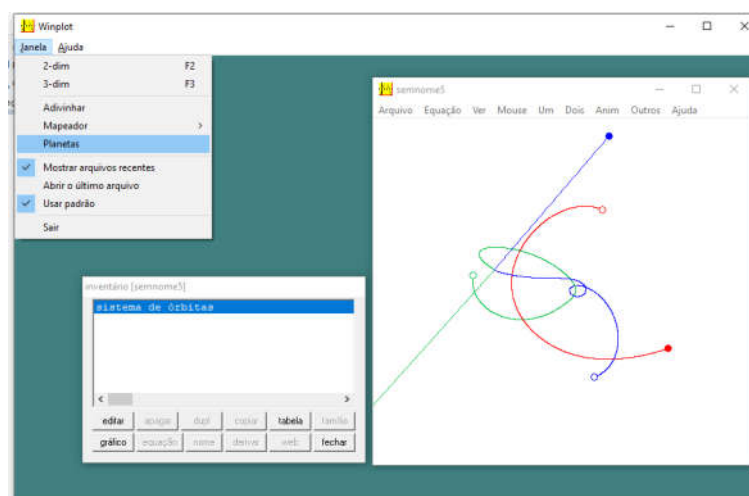 Winplot
Janela Ajuda
2-dim F2
3-dim F3
Adivinhar
Mapeador >
Planetas
Mostrar arquivos recentes
Abrir o último arquivo
Usar padrão
Sair
semnome5
Arquivo Equação Ver Mouse Um Dois Anim Outros Ajuda
inventário [semnome5]
sistema de órbitas
editar apagar dupl copiar tabela família
gráfico equação nome derivar web fechar